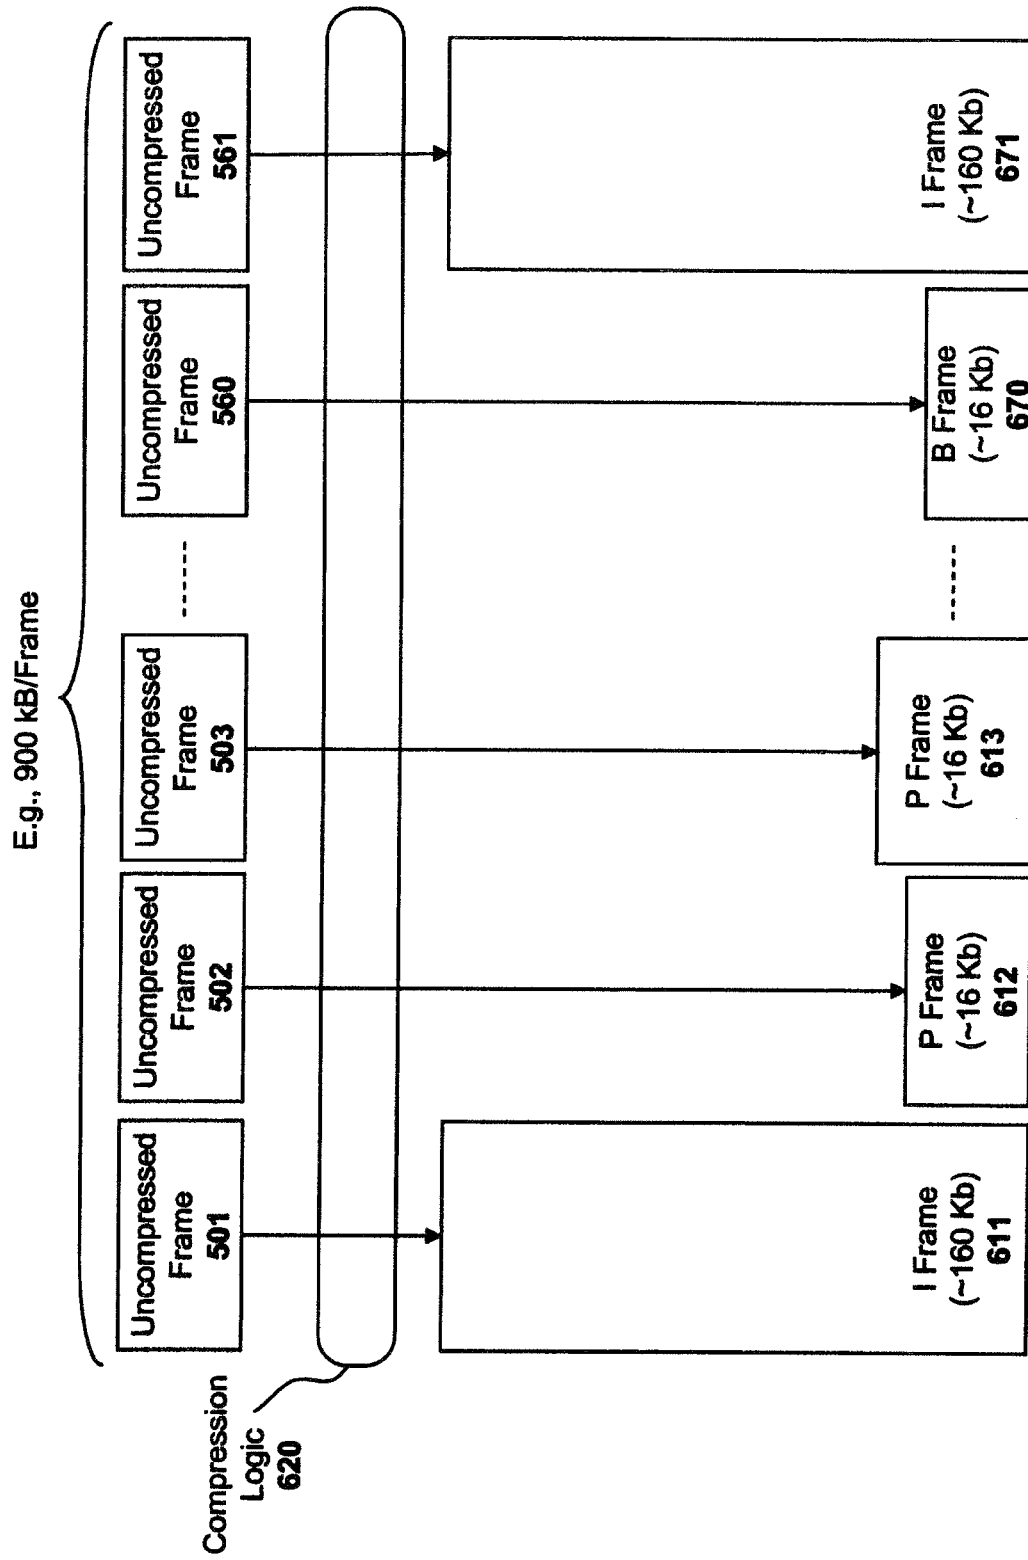 E.g., 900 kB/Frame
Uncompressed
Frame
501
Uncompressed
Frame
502
Uncompressed
Frame
503
------
Uncompressed
Frame
560
Uncompressed
Frame
561
Compression
Logic
620
I Frame
(~160 Kb)
611
P Frame
(~16 Kb)
612
P Frame
(~16 Kb)
613
------
B Frame
(~16 Kb)
670
I Frame
(~160 Kb)
671